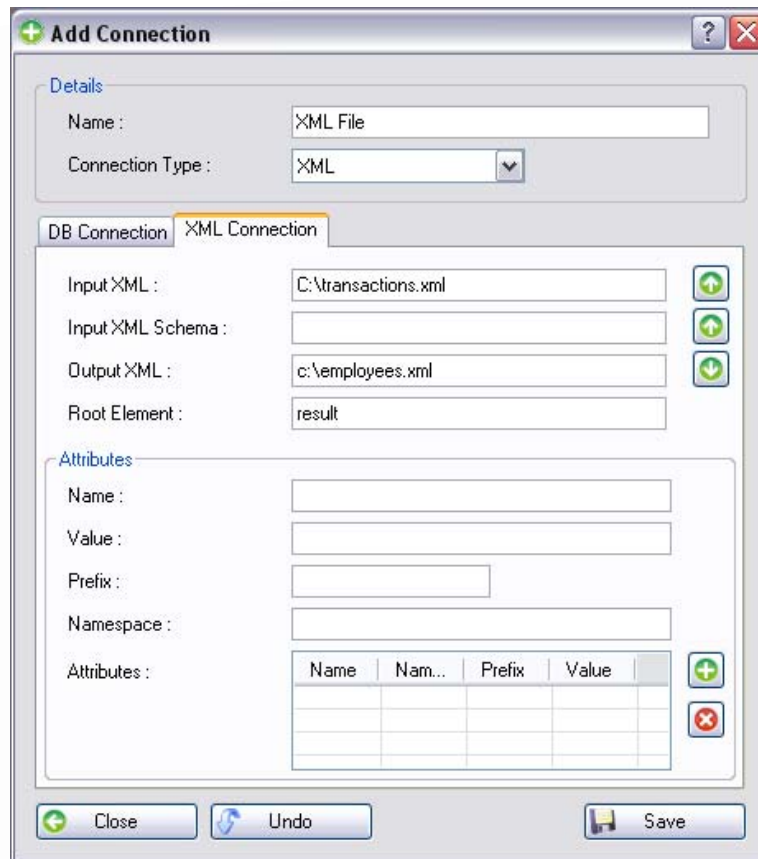 Add Connection
?
Details
Name :
XML File
Connection Type :
XML
DB Connection
XML Connection
Input XML :
C:\transactions.xml
Input XML Schema :
Output XML :
c:\employees.xml
Root Element :
result
Attributes
Name :
Value :
Prefix :
Namespace :
Attributes :
Name
Nam...
Prefix
Value
Close
Undo
Save